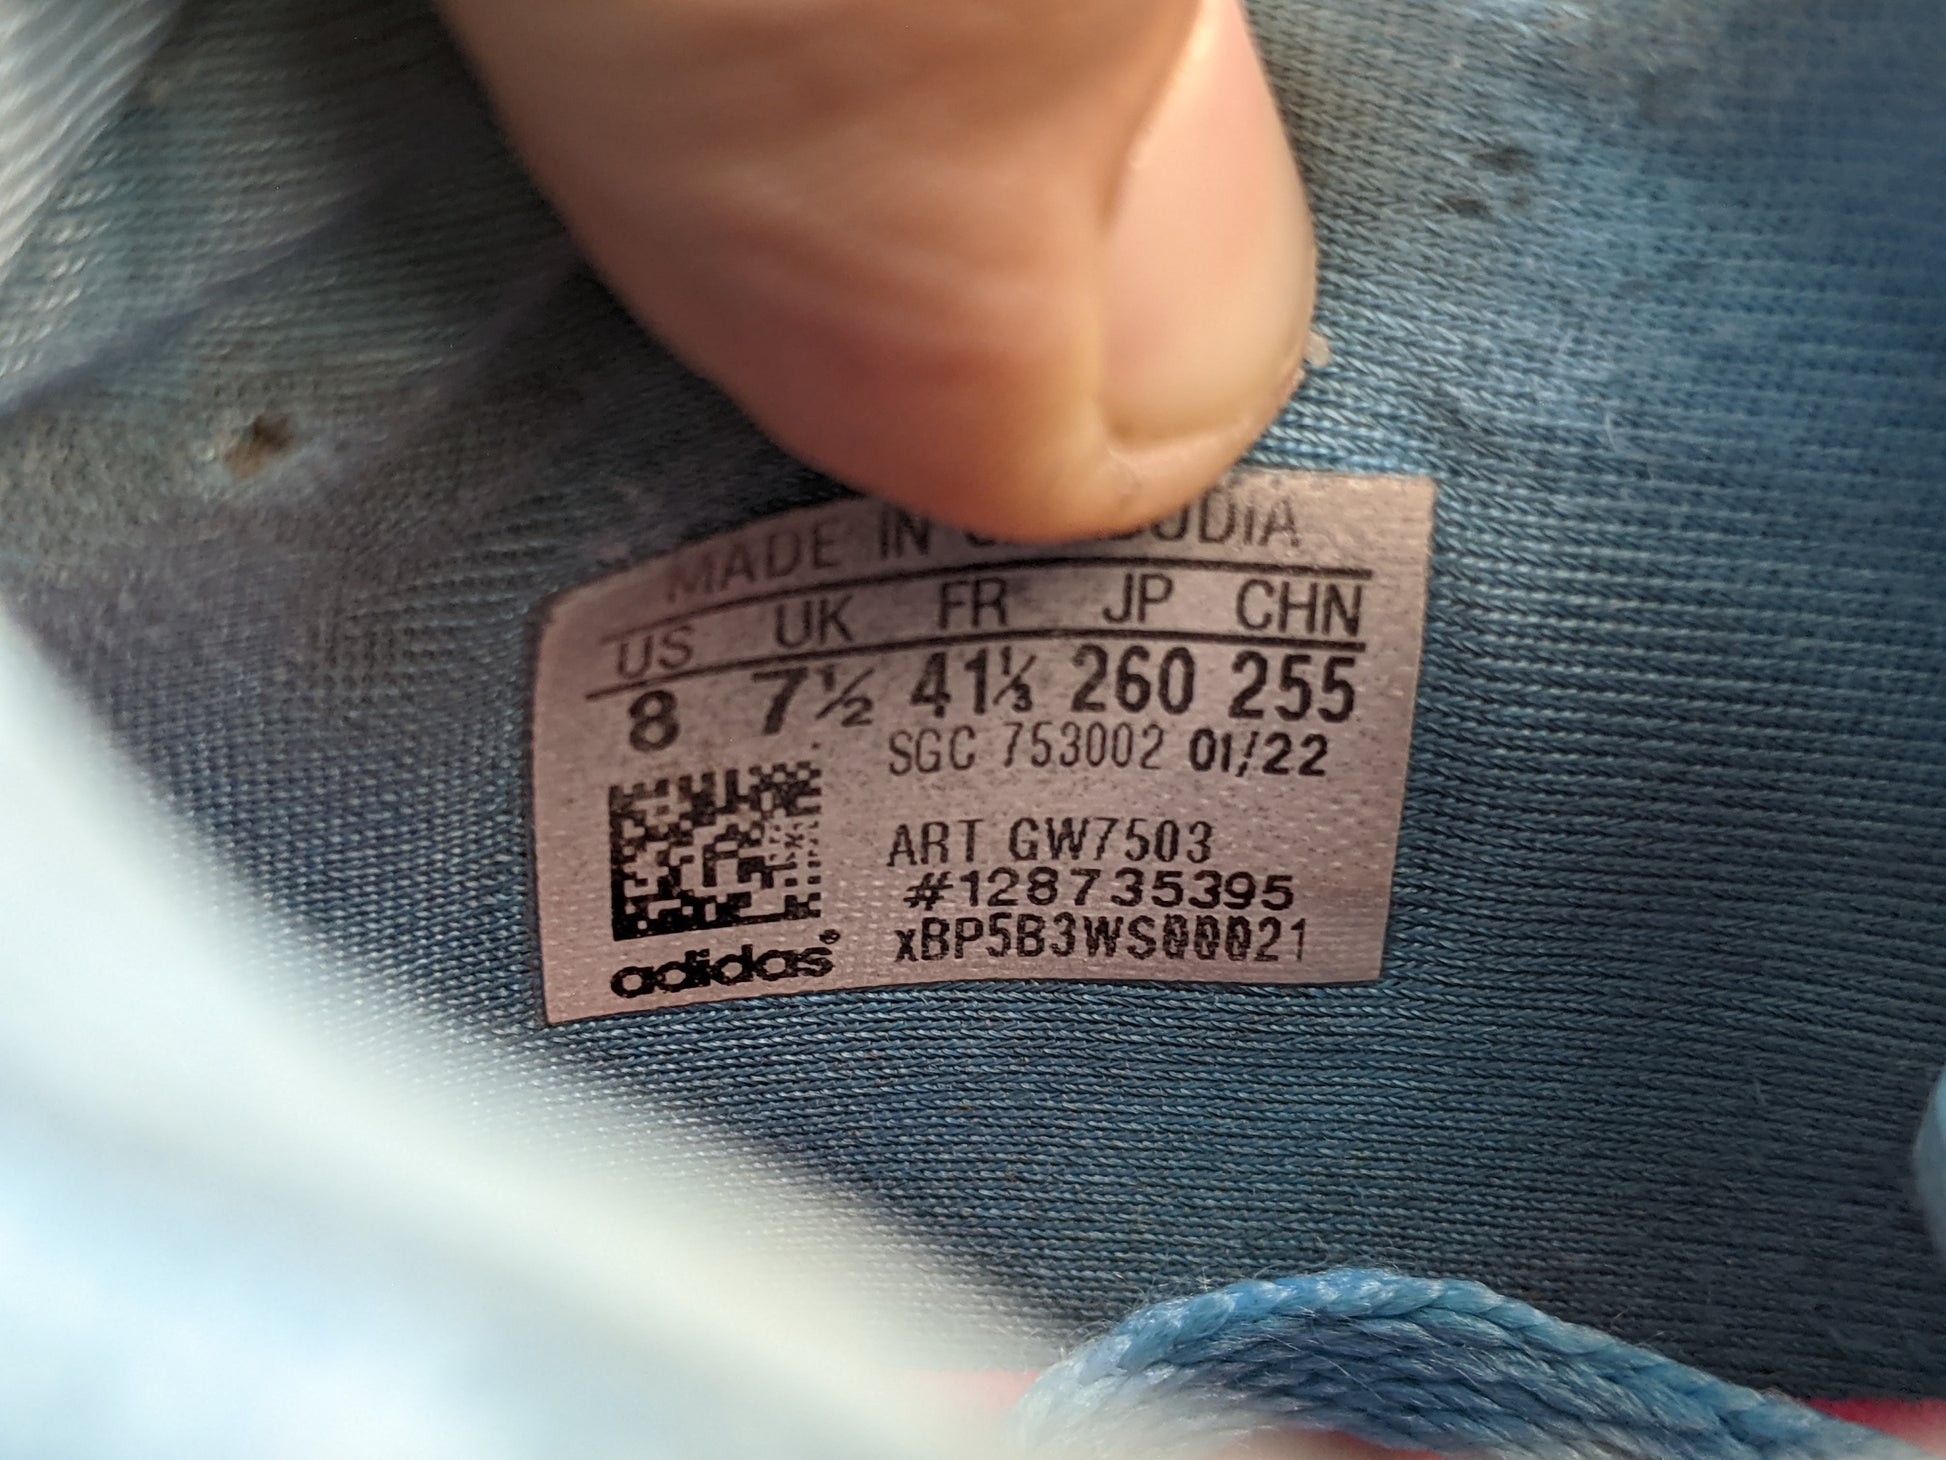 MADE IN CAMBODIA
US UK FR JP CHN
8 7½ 41⅓ 260 255
SGC 753002 01/22
ART GW7503
#128735395
xBP5B3WS00021
adidas®